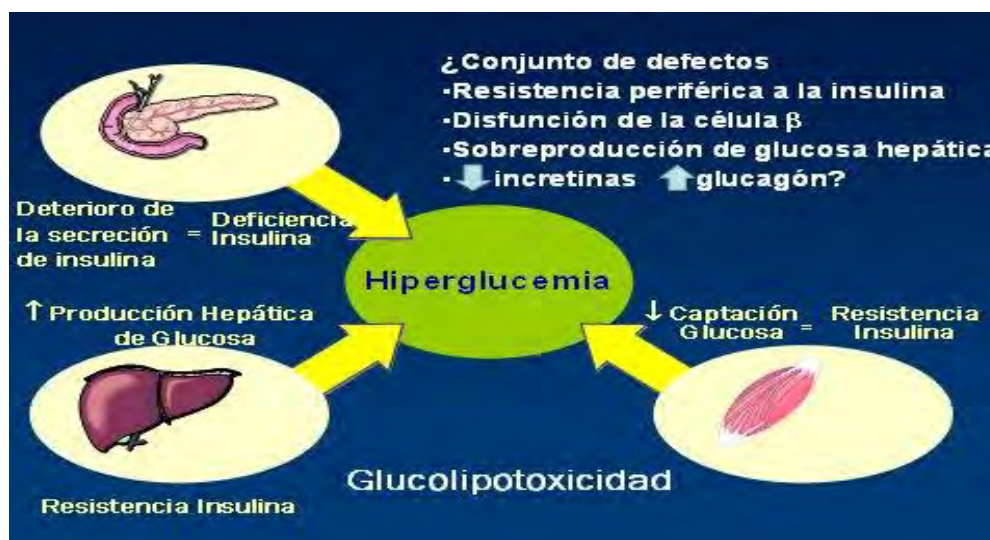 ¿Conjunto de defectos
-Resistencia periférica a la insulina
-Disfunción de la célula β
-Sobreproducción de glucosa hepática
- ⬇ incretinas ⬆ glucagón?
Deterioro de
la secreción = Deficiencia
de insulina Insulina
Hiperglucemia
↑ Producción Hepática
de Glucosa
↓ Captación = Resistencia
Glucosa Insulina
Glucolipotoxicidad
Resistencia Insulina